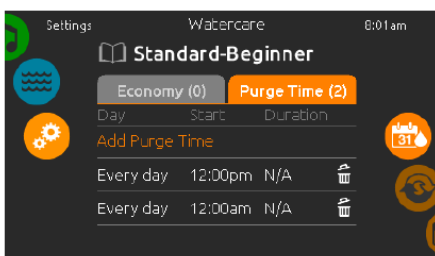 Settings Watercare 8:01am
Standard-Beginner
Economy (0) Purge Time (2)
Day Start Duration
Add Purge Time
31
Every day 12:00pm N/A
Every day 12:00am N/A